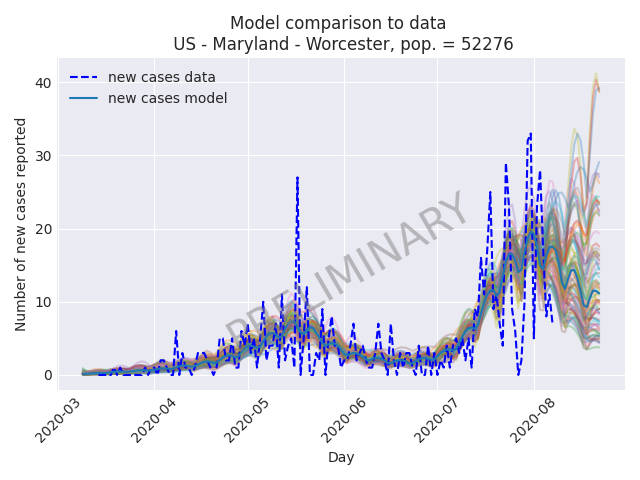 Model comparison to data
US - Maryland - Worcester, pop. = 52276
new cases data
new cases model
Number of new cases reported
40
30
20
10
0
PRELIMINARY
2020-03
2020-04
2020-05
2020-06
2020-07
2020-08
Day